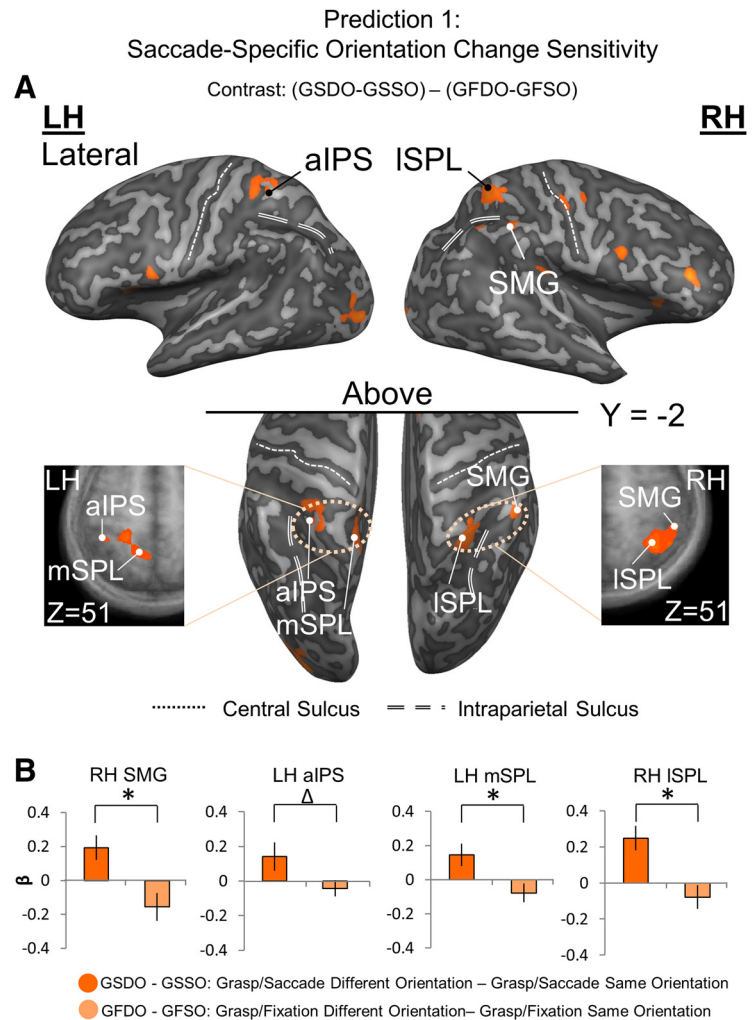 Prediction 1:
Saccade-Specific Orientation Change Sensitivity
A
Contrast: (GSDO-GSSO) – (GFDO-GFSO)
LH
RH
Lateral
aIPS
lSPL
SMG
Above
Y = -2
LH
aIPS
mSPL
Z=51
aIPS
mSPL
SMG
lSPL
RH
SMG
lSPL
Z=51
Central Sulcus
Intraparietal Sulcus
B
RH SMG
LH aIPS
LH mSPL
RH lSPL
* Δ * *
0.4 0.4 0.4 0.4
0.2 0.2 0.2 0.2
β
0 0 0 0
-0.2 -0.2 -0.2 -0.2
-0.4 -0.4 -0.4 -0.4
GSDO - GSSO: Grasp/Saccade Different Orientation – Grasp/Saccade Same Orientation
GFDO - GFSO: Grasp/Fixation Different Orientation– Grasp/Fixation Same Orientation